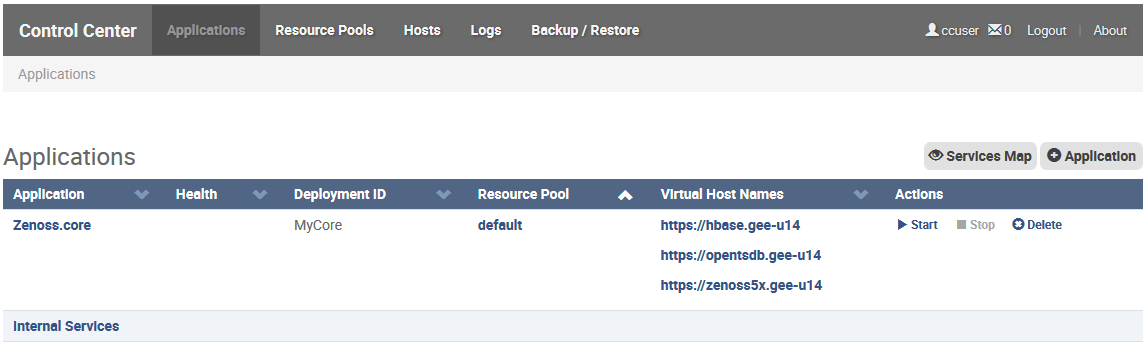 Control Center Applications Resource Pools Hosts Logs Backup / Restore ccuser 0 Logout | About
Applications
Applications Services Map Application
Application Health Deployment ID Resource Pool Virtual Host Names Actions
Zenoss.core MyCore default https://hbase.gee-u14 Start Stop Delete
https://opentsdb.gee-u14
https://zenoss5x.gee-u14
Internal Services